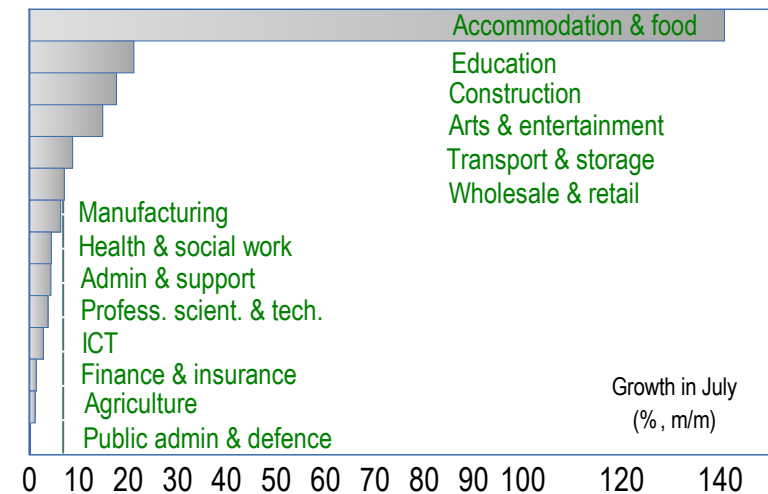 Accommodation & food
Education
Construction
Arts & entertainment
Transport & storage
Wholesale & retail
Manufacturing
Health & social work
Admin & support
Profess. scient. & tech.
ICT
Finance & insurance
Agriculture
Public admin & defence
Growth in July
(%, m/m)
0 10 20 30 40 50 60 70 80 90 100 120 140